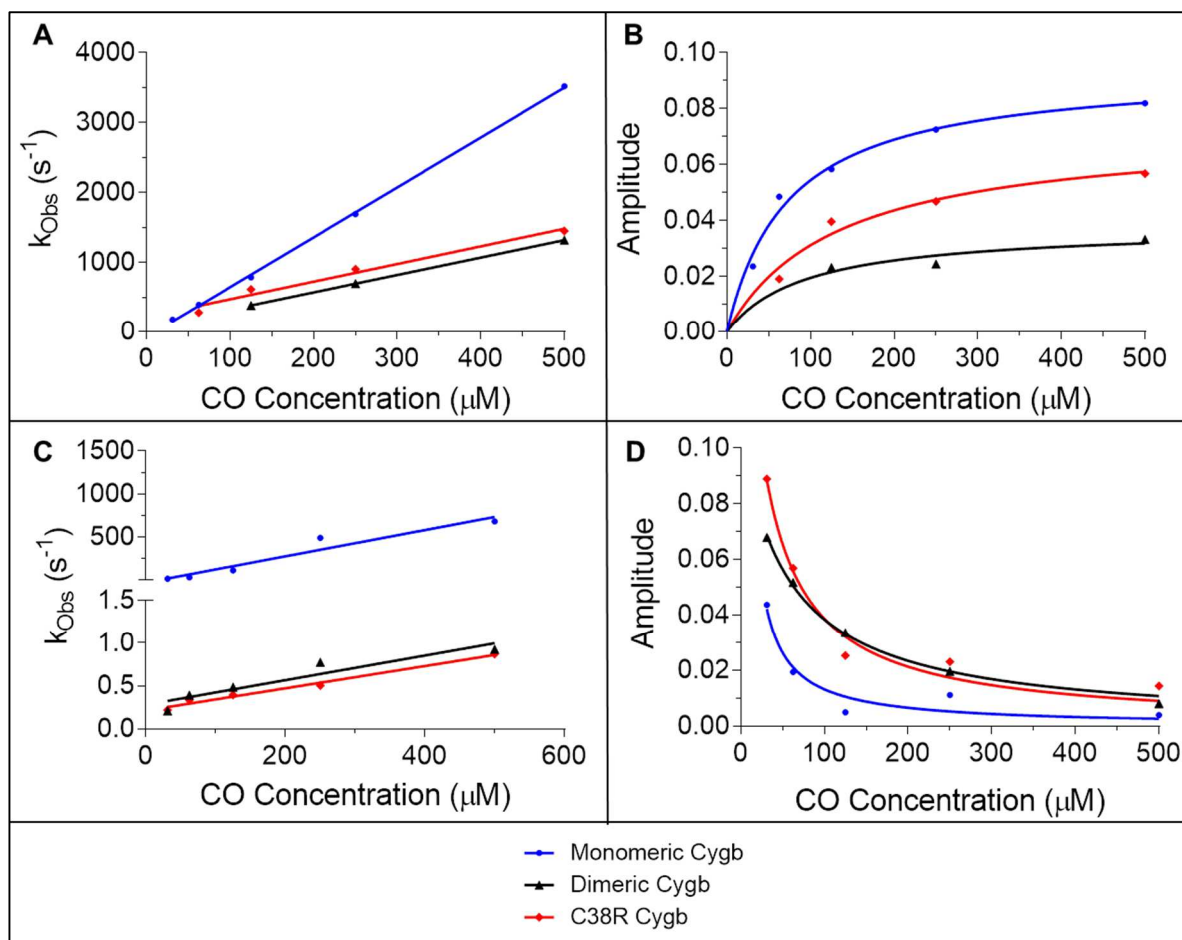 A
4000
3000
2000
1000
0
kObs (s-1)
0 100 200 300 400 500
CO Concentration (μM)
B
0.10
0.08
0.06
0.04
0.02
0.00
Amplitude
0 100 200 300 400 500
CO Concentration (μM)
C
1500
1000
500
1.5
1.0
0.5
0.0
kObs (s-1)
0 200 400 600
CO Concentration (μM)
D
0.10
0.08
0.06
0.04
0.02
0.00
Amplitude
0 100 200 300 400 500
CO Concentration (μM)
Monomeric Cygb
Dimeric Cygb
C38R Cygb